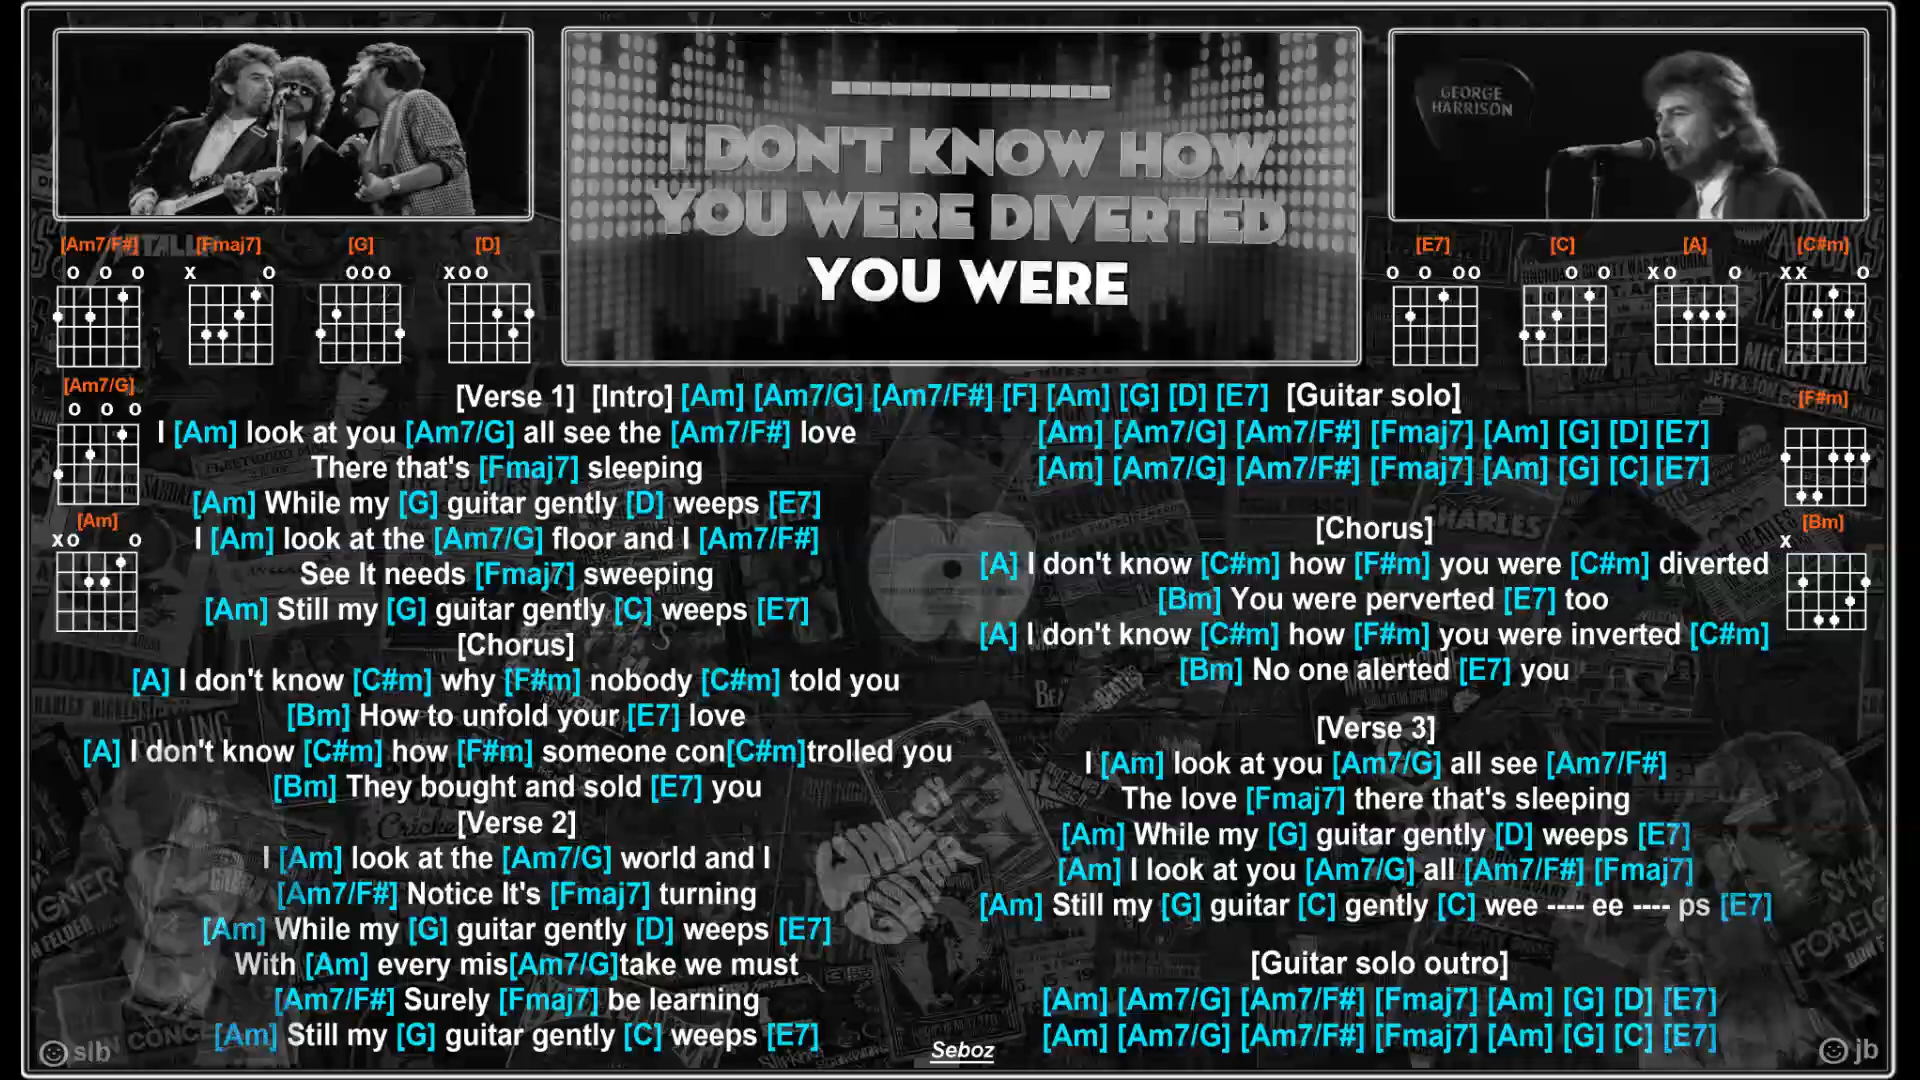 GEORGE
HARRISON
I DON'T KNOW HOW
YOU WERE DIVERTED
YOU WERE
[Am7/F#] [Fmaj7] [G] [D]
[E7] [C] [A] [C#m]
[Am7/G]
[Am]
[F#m]
[Bm]
[Verse 1] [Intro] [Am] [Am7/G] [Am7/F#] [F] [Am] [G] [D] [E7] [Guitar solo]
I [Am] look at you [Am7/G] all see the [Am7/F#] love
There that's [Fmaj7] sleeping
[Am] While my [G] guitar gently [D] weeps [E7]
I [Am] look at the [Am7/G] floor and I [Am7/F#]
See It needs [Fmaj7] sweeping
[Am] Still my [G] guitar gently [C] weeps [E7]
[Chorus]
[A] I don't know [C#m] why [F#m] nobody [C#m] told you
[Bm] How to unfold your [E7] love
[A] I don't know [C#m] how [F#m] someone con[C#m]trolled you
[Bm] They bought and sold [E7] you
[Verse 2]
I [Am] look at the [Am7/G] world and I
[Am7/F#] Notice It's [Fmaj7] turning
[Am] While my [G] guitar gently [D] weeps [E7]
With [Am] every mis[Am7/G]take we must
[Am7/F#] Surely [Fmaj7] be learning
[Am] Still my [G] guitar gently [C] weeps [E7]
[Am] [Am7/G] [Am7/F#] [Fmaj7] [Am] [G] [D] [E7]
[Am] [Am7/G] [Am7/F#] [Fmaj7] [Am] [G] [C] [E7]
[Chorus]
[A] I don't know [C#m] how [F#m] you were [C#m] diverted
[Bm] You were perverted [E7] too
[A] I don't know [C#m] how [F#m] you were inverted [C#m]
[Bm] No one alerted [E7] you
[Verse 3]
I [Am] look at you [Am7/G] all see [Am7/F#]
The love [Fmaj7] there that's sleeping
[Am] While my [G] guitar gently [D] weeps [E7]
[Am] I look at you [Am7/G] all [Am7/F#] [Fmaj7]
[Am] Still my [G] guitar [C] gently [C] wee ---- ee ---- ps [E7]
[Guitar solo outro]
[Am] [Am7/G] [Am7/F#] [Fmaj7] [Am] [G] [D] [E7]
[Am] [Am7/G] [Am7/F#] [Fmaj7] [Am] [G] [C] [E7]
slb
Seboz
jb